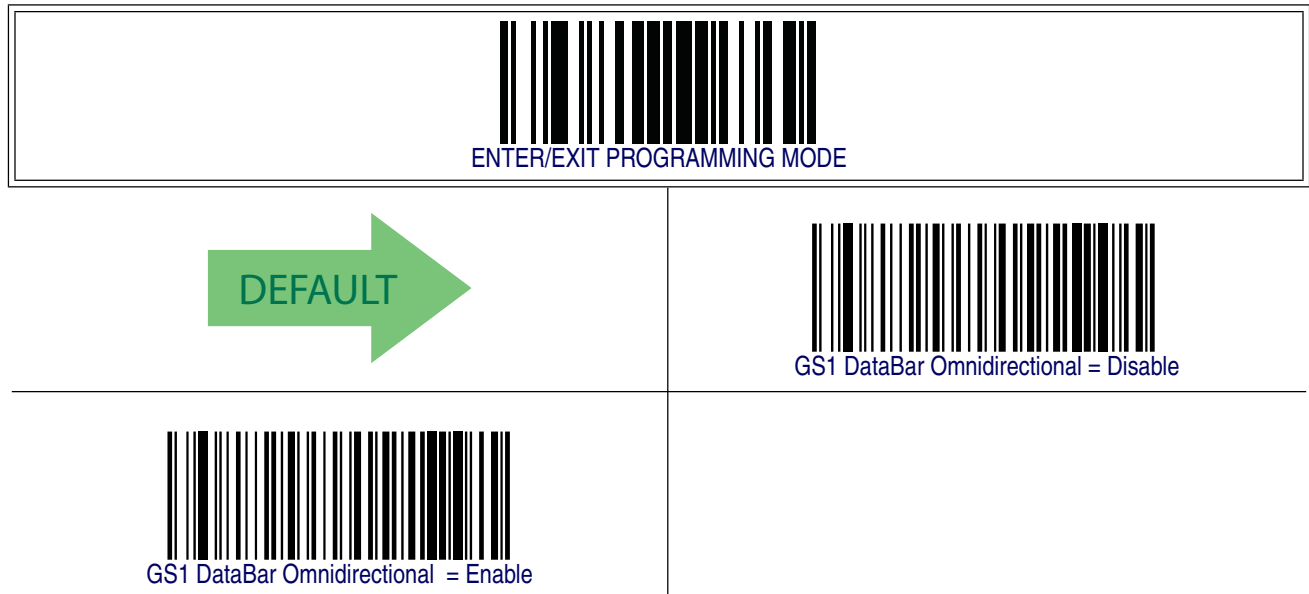 ENTER/EXIT PROGRAMMING MODE
DEFAULT
GS1 DataBar Omnidirectional = Disable
GS1 DataBar Omnidirectional = Enable